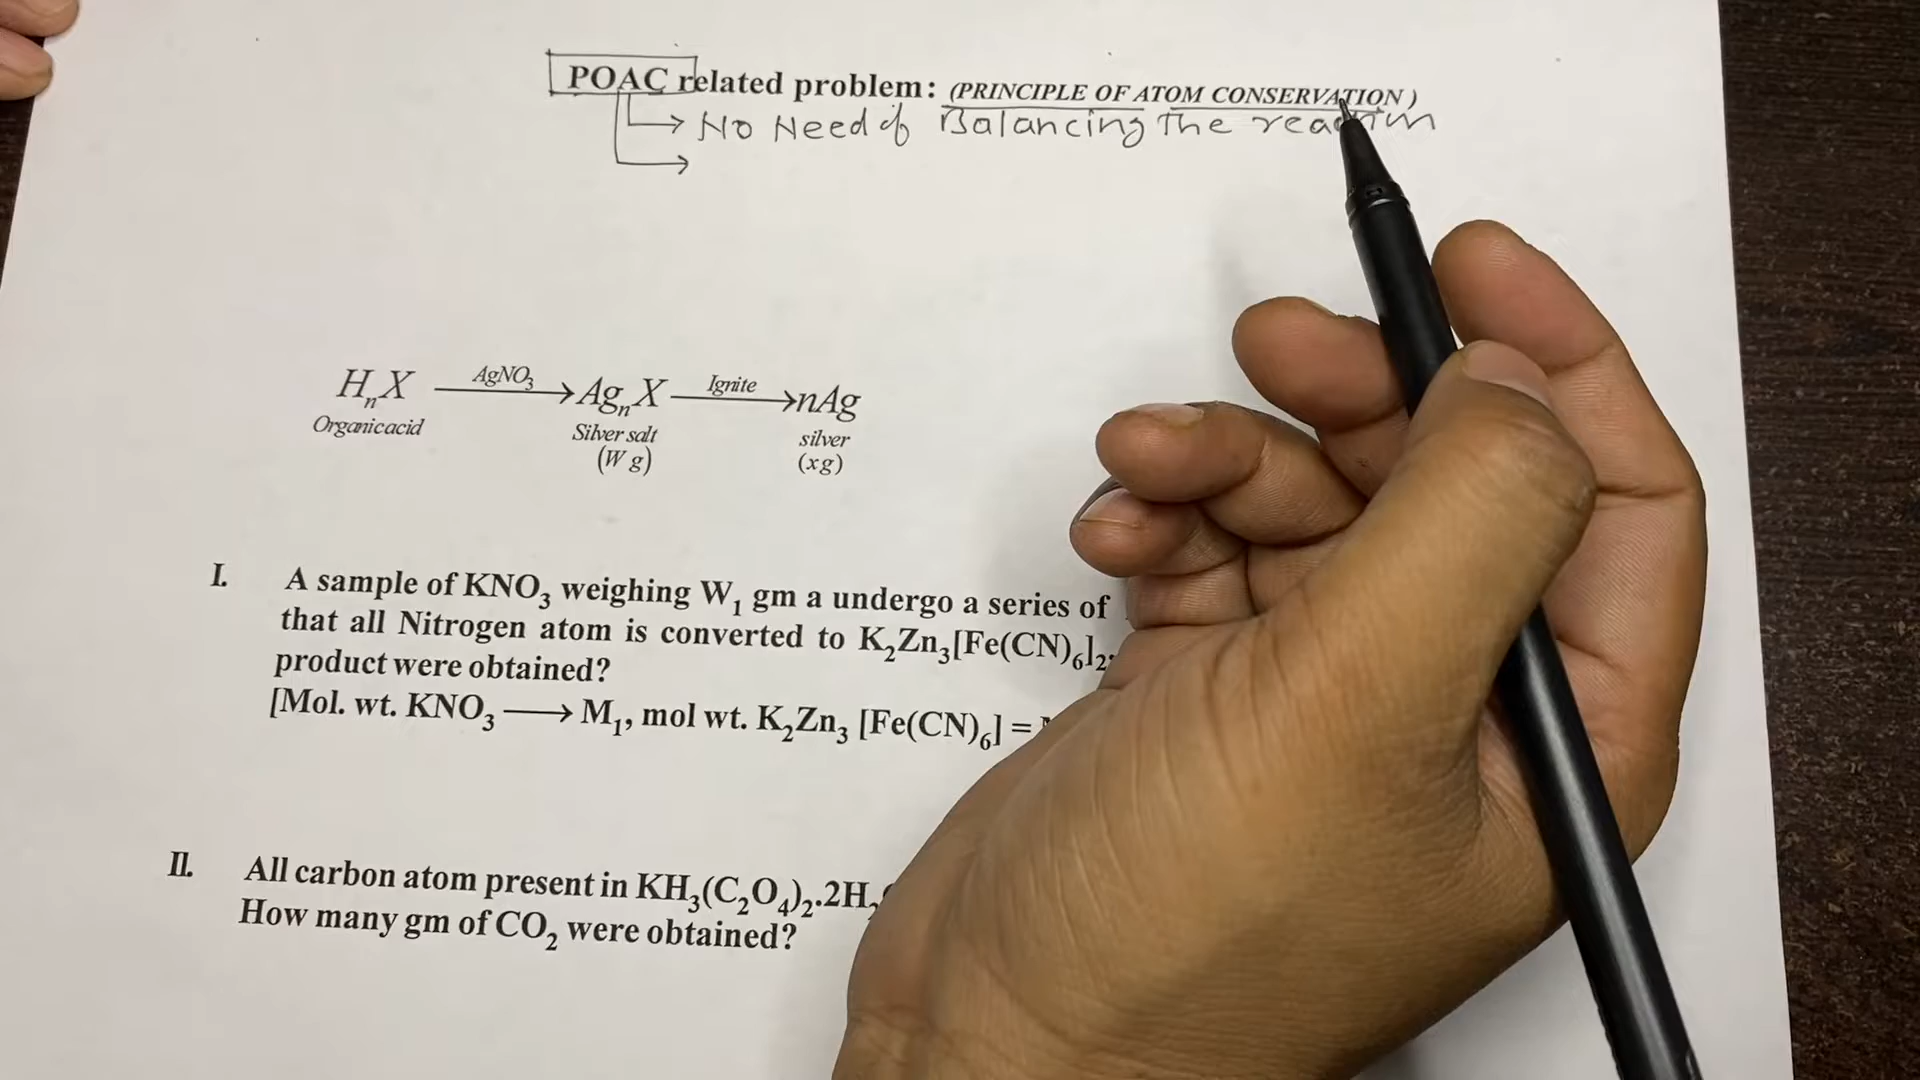 POAC related problem: (PRINCIPLE OF ATOM CONSERVATION)
No Need of Balancing The reaction
HₙX —AgNO₃→ AgₙX —Ignite→ nAg
Organic acid Silver salt silver
(W g) (xg)
I. A sample of KNO₃ weighing W₁ gm a undergo a series of
that all Nitrogen atom is converted to K₂Zn₃[Fe(CN)₆]₂.
product were obtained?
[Mol. wt. KNO₃ ⟶ M₁, mol wt. K₂Zn₃ [Fe(CN)₆] =
II. All carbon atom present in KH₃(C₂O₄)₂.2H₂
How many gm of CO₂ were obtained?